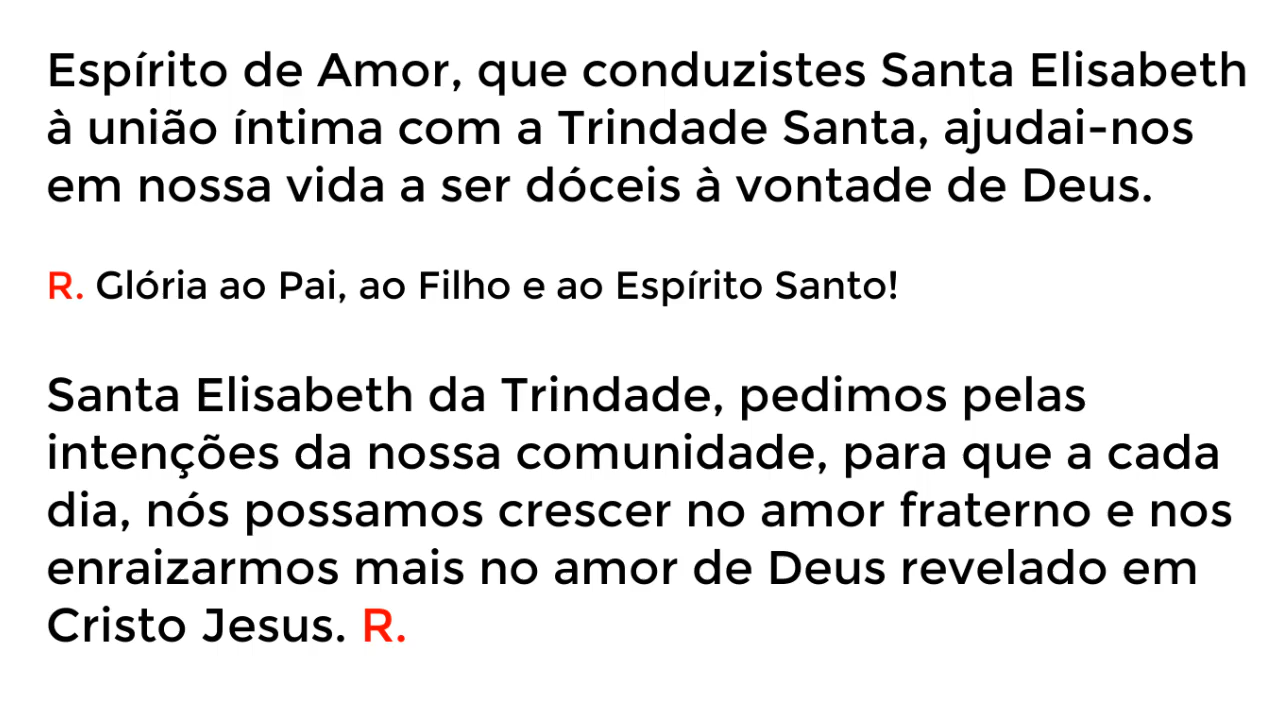 Espírito de Amor, que conduzistes Santa Elisabeth
à união íntima com a Trindade Santa, ajudai-nos
em nossa vida a ser dóceis à vontade de Deus.
R. Glória ao Pai, ao Filho e ao Espírito Santo!
Santa Elisabeth da Trindade, pedimos pelas
intenções da nossa comunidade, para que a cada
dia, nós possamos crescer no amor fraterno e nos
enraizarmos mais no amor de Deus revelado em
Cristo Jesus. R.